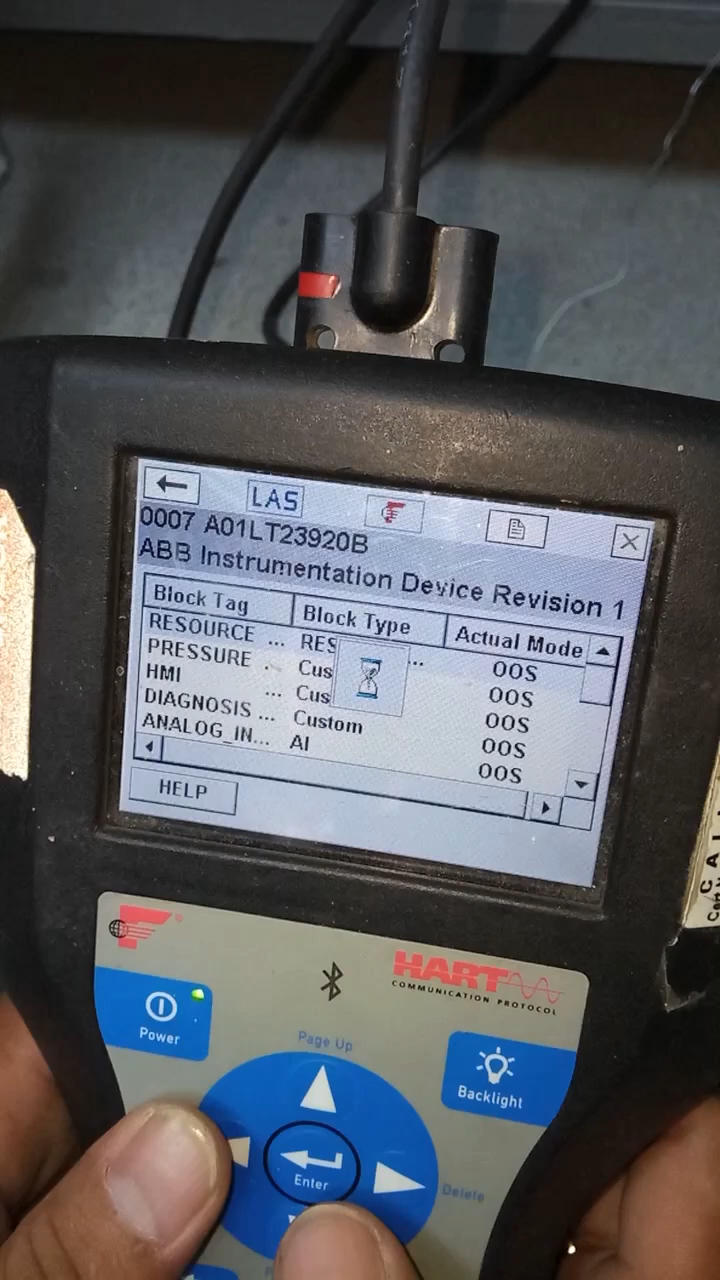 LAS
0007 A01LT23920B
ABB Instrumentation Device Revision 1
Block Tag Block Type Actual Mode
RESOURCE ... RES ... OOS
PRESSURE Cus OOS
HMI ... Cus OOS
DIAGNOSIS ... Custom OOS
ANALOG_IN... AI OOS
HELP
HART
COMMUNICATION PROTOCOL
Power
Page Up
Backlight
Enter
Delete
CAL